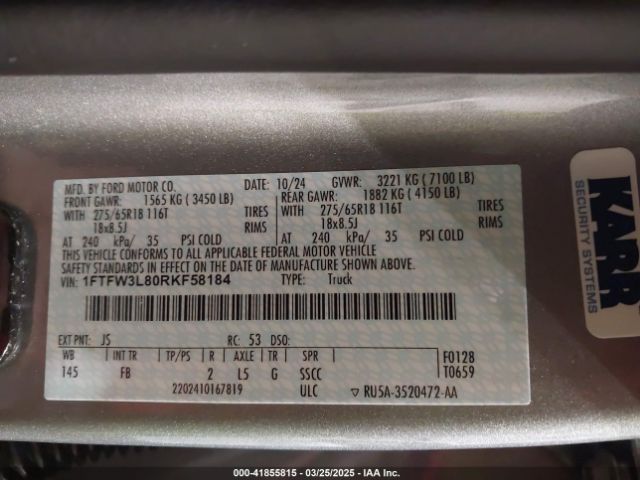 MFD. BY FORD MOTOR CO. DATE: 10/24 GVWR: 3221 KG ( 7100 LB)
FRONT GAWR: 1565 KG ( 3450 LB) REAR GAWR: 1882 KG ( 4150 LB)
WITH 275/65R18 116T TIRES WITH 275/65R18 116T TIRES
18x8.5J RIMS 18x8.5J RIMS
AT 240 kPa/ 35 PSI COLD AT 240 kPa/ 35 PSI COLD
THIS VEHICLE CONFORMS TO ALL APPLICABLE FEDERAL MOTOR VEHICLE
SAFETY STANDARDS IN EFFECT ON THE DATE OF MANUFACTURE SHOWN ABOVE.
VIN: 1FTFW3L80RKF58184 TYPE: Truck
EXT PNT: JS RC: 53 DSO:
WB INT TR TP/PS R AXLE TR SPR F0128
145 FB 2 L5 G SSCC T0659
2202410167819 ULC ▽ RU5A-3520472-AA
KARR
SECURITY SYSTEMS
000-41855815 - 03/25/2025 - IAA Inc.